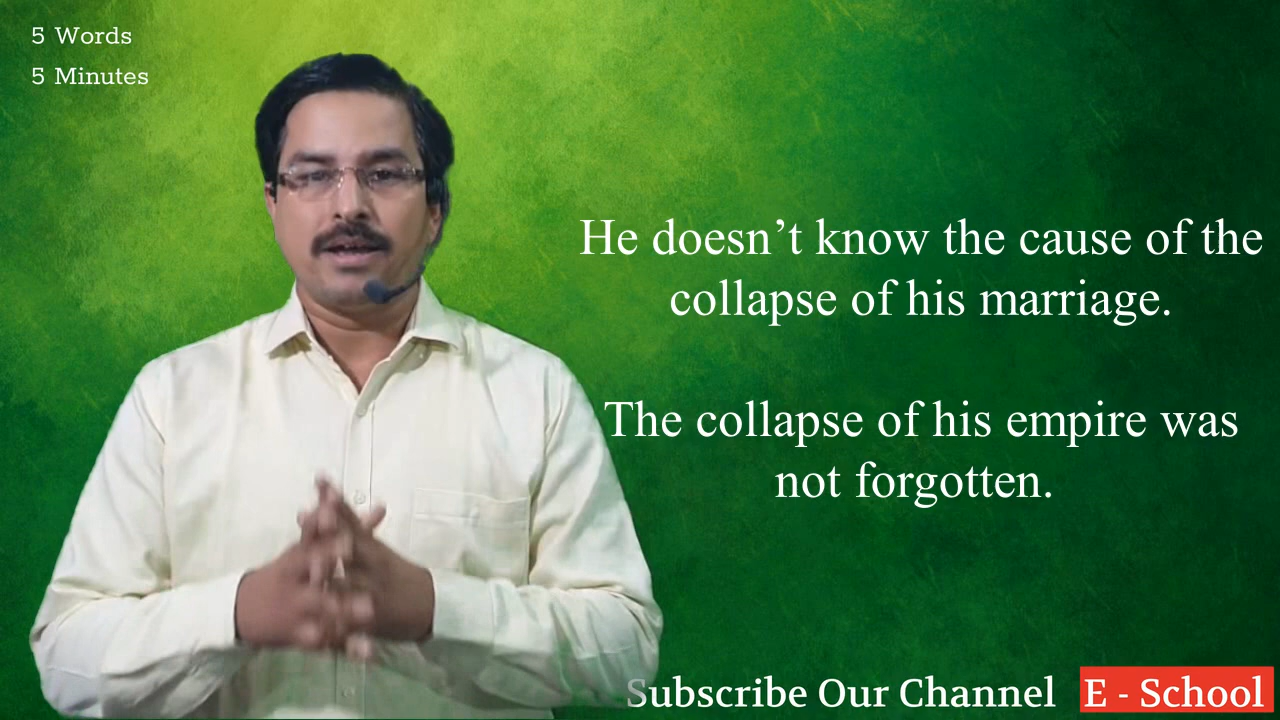 5 Words
5 Minutes
He doesn’t know the cause of the
collapse of his marriage.
The collapse of his empire was
not forgotten.
Subscribe Our Channel E - School